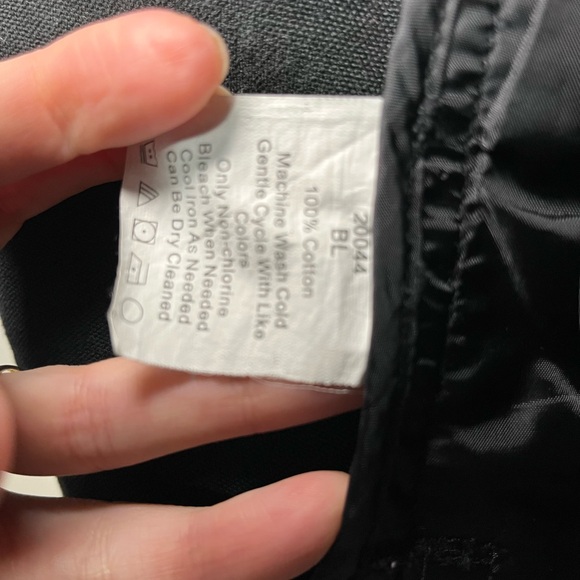 20044
BL
100% Cotton
Machine Wash Cold
Gentle Cycle With Like
Colors
Only Non-chlorine
Bleach When Needed
Cool Iron As Needed
Can Be Dry Cleaned